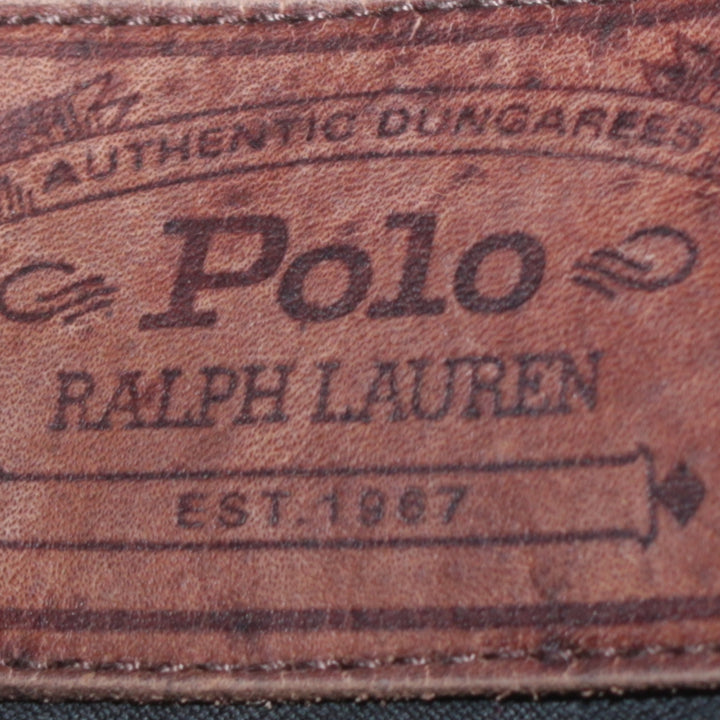 AUTHENTIC DUNGAREES
Polo
RALPH LAUREN
EST. 1967